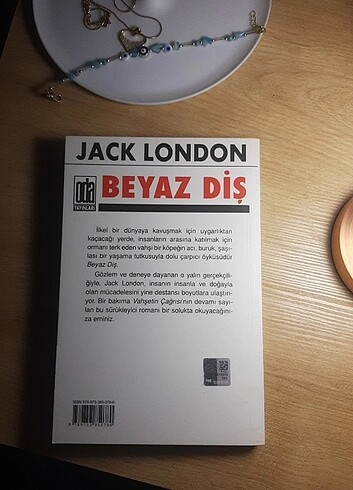 JACK LONDON
oda
YAYINLARI
BEYAZ DİŞ
İlkel bir dünyaya kavuşmak için uygarlıktan
kaçacağı yerde, insanların arasına katılmak için
ormanı terk eden vahşi bir köpeğin acı, buruk, şaşı-
lası bir yaşama tutkusuyla dolu çarpıcı öyküsüdür
Beyaz Diş.
Gözlem ve deneye dayanan o yalın gerçekçili-
ğiyle, Jack London, insanın insanla ve doğayla
olan mücadelesini yine destansı boyutlara ulaştırı-
yor. Bir bakıma Vahşetin Çağrısı'nın devamı sayı-
lan bu sürükleyici romanı bir solukta okuyacağını-
za eminiz.